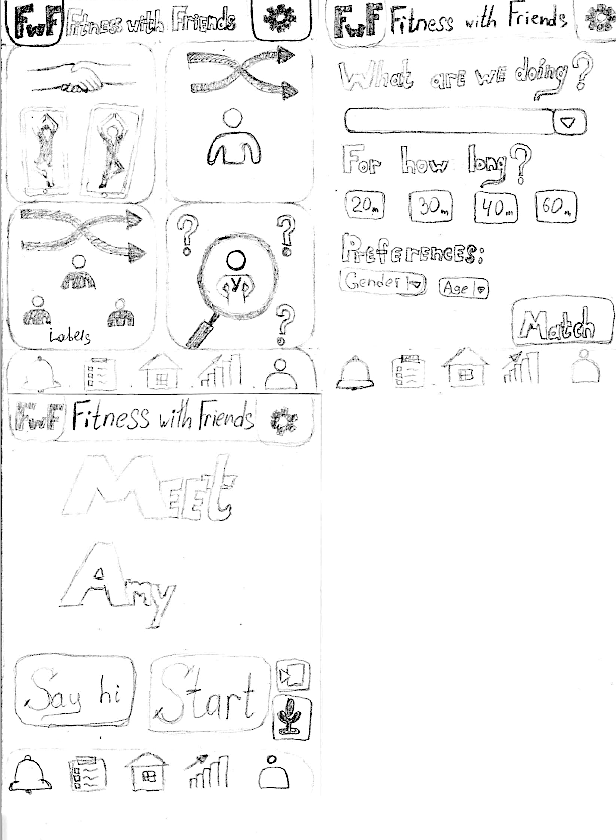 FwF Fitness with Friends
?
?
?
Labels
FwF Fitness with Friends
What are we doing?
For how long?
20m 30m 40m 60m
Preferences:
Gender Age
Match
FwF Fitness with Friends
Meet
Amy
Say hi Start